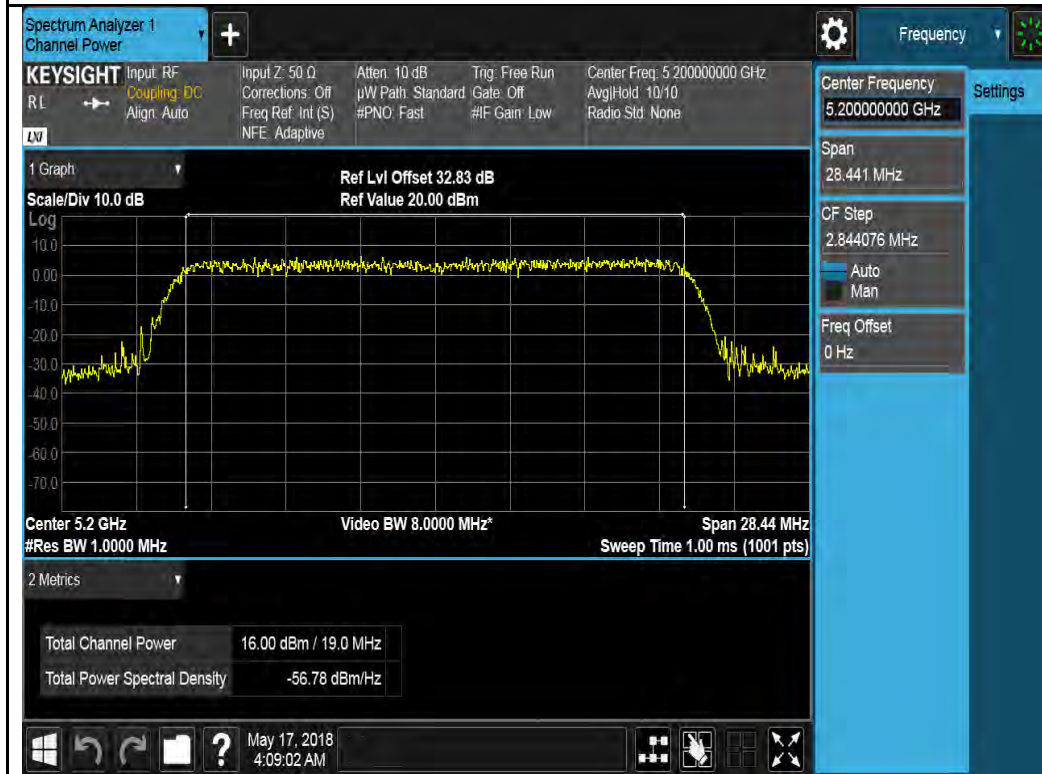 Spectrum Analyzer 1
Channel Power
+
Frequency
KEYSIGHT
RL
LXI
Input: RF
Coupling: DC
Align: Auto
Input Z: 50 Ω
Corrections: Off
Freq Ref: Int (S)
NFE: Adaptive
Atten: 10 dB
µW Path: Standard
#PNO: Fast
Trig: Free Run
Gate: Off
#IF Gain: Low
Center Freq: 5.200000000 GHz
Avg|Hold: 10/10
Radio Std: None
Center Frequency
5.200000000 GHz
Settings
Span
28.441 MHz
CF Step
2.844076 MHz
Auto
Man
Freq Offset
0 Hz
1 Graph
Scale/Div 10.0 dB
Ref Lvl Offset 32.83 dB
Ref Value 20.00 dBm
Log
10.0
0.00
-10.0
-20.0
-30.0
-40.0
-50.0
-60.0
-70.0
Center 5.2 GHz
Video BW 8.0000 MHz*
Span 28.44 MHz
#Res BW 1.0000 MHz
Sweep Time 1.00 ms (1001 pts)
2 Metrics
Total Channel Power 16.00 dBm / 19.0 MHz
Total Power Spectral Density -56.78 dBm/Hz
?
May 17, 2018
4:09:02 AM